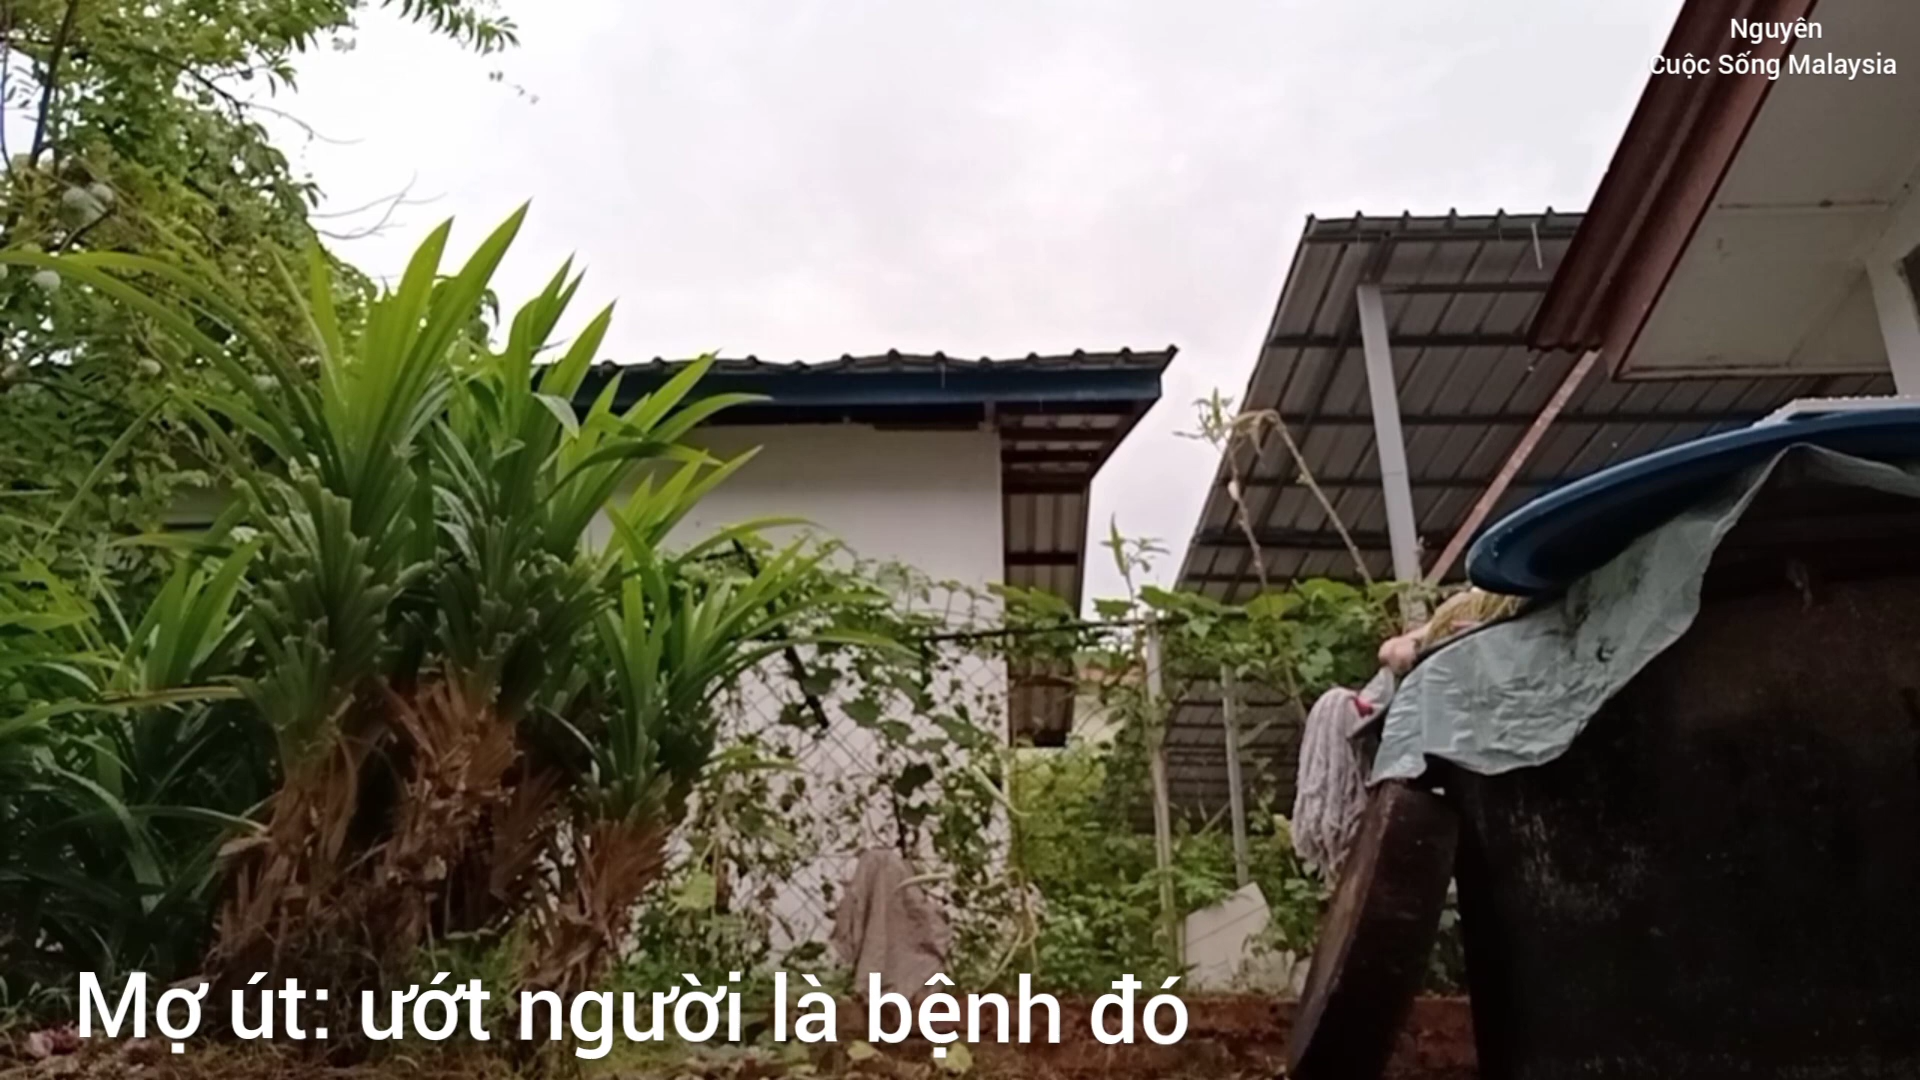 Nguyên
Cuộc Sống Malaysia
Mợ út: ướt người là bệnh đó